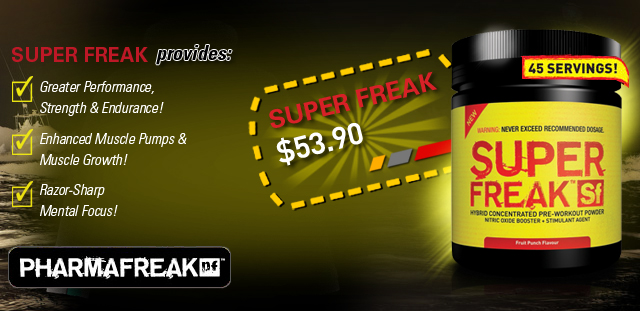 SUPER FREAK provides:
Greater Performance,
Strength & Endurance!
Enhanced Muscle Pumps &
Muscle Growth!
Razor-Sharp
Mental Focus!
PHARMAFREAK pf
SUPER FREAK
$53.90
45 SERVINGS!
NEW
WARNING: NEVER EXCEED RECOMMENDED DOSAGE.
SUPER
FREAK™ Sf
HYBRID CONCENTRATED PRE-WORKOUT POWDER
NITRIC OXIDE BOOSTER + STIMULANT AGENT
Fruit Punch Flavour